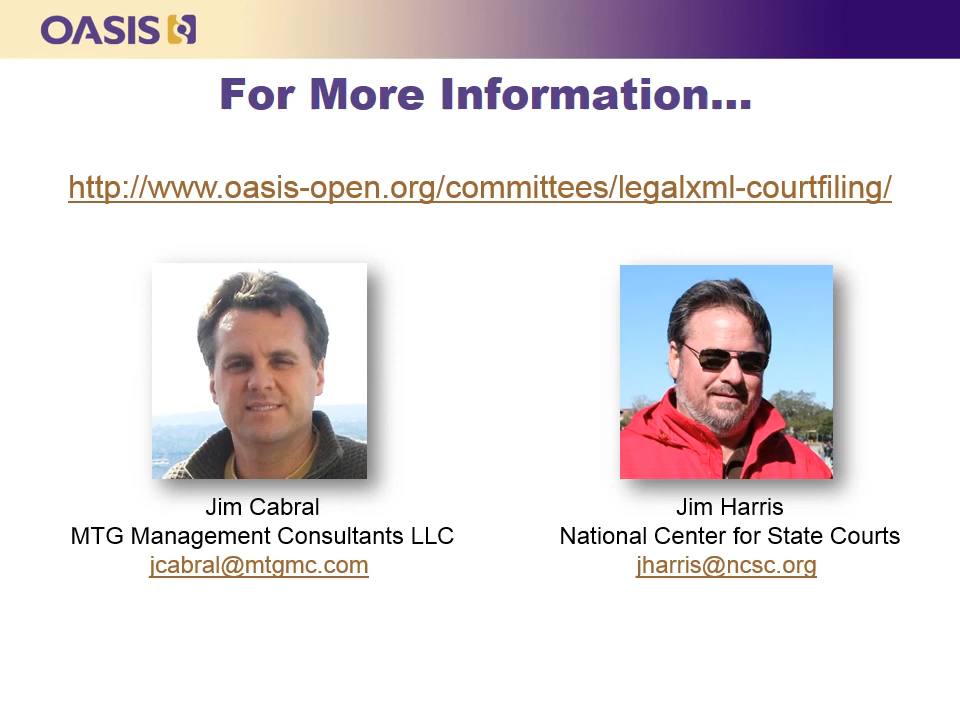 OASIS
For More Information...
http://www.oasis-open.org/committees/legalxml-courtfiling/
Jim Cabral
MTG Management Consultants LLC
jcabral@mtgmc.com
Jim Harris
National Center for State Courts
jharris@ncsc.org